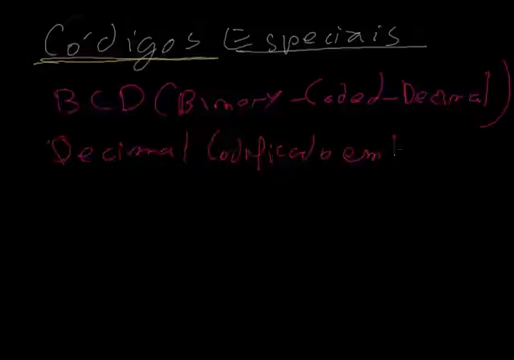 Códigos Especiais
BCD (Binary-Coded-Decimal)
Decimal Codificado em